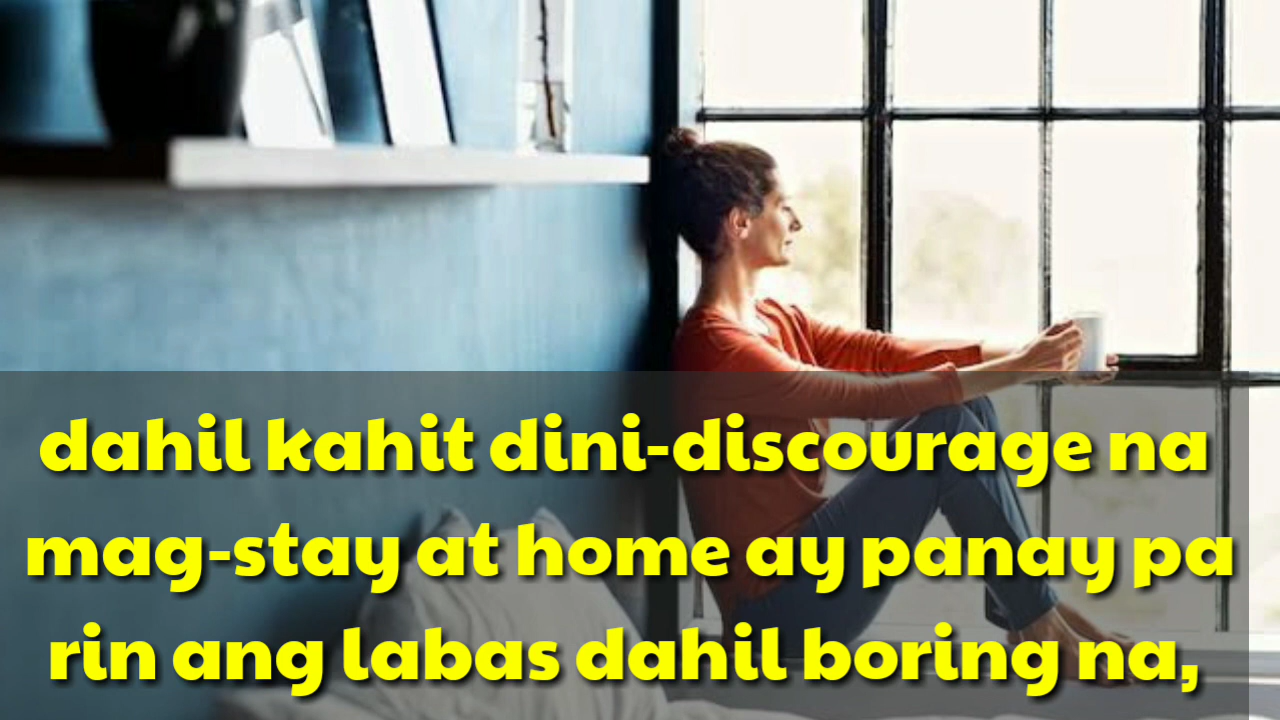 dahil kahit dini-discourage na
mag-stay at home ay panay pa
rin ang labas dahil boring na,